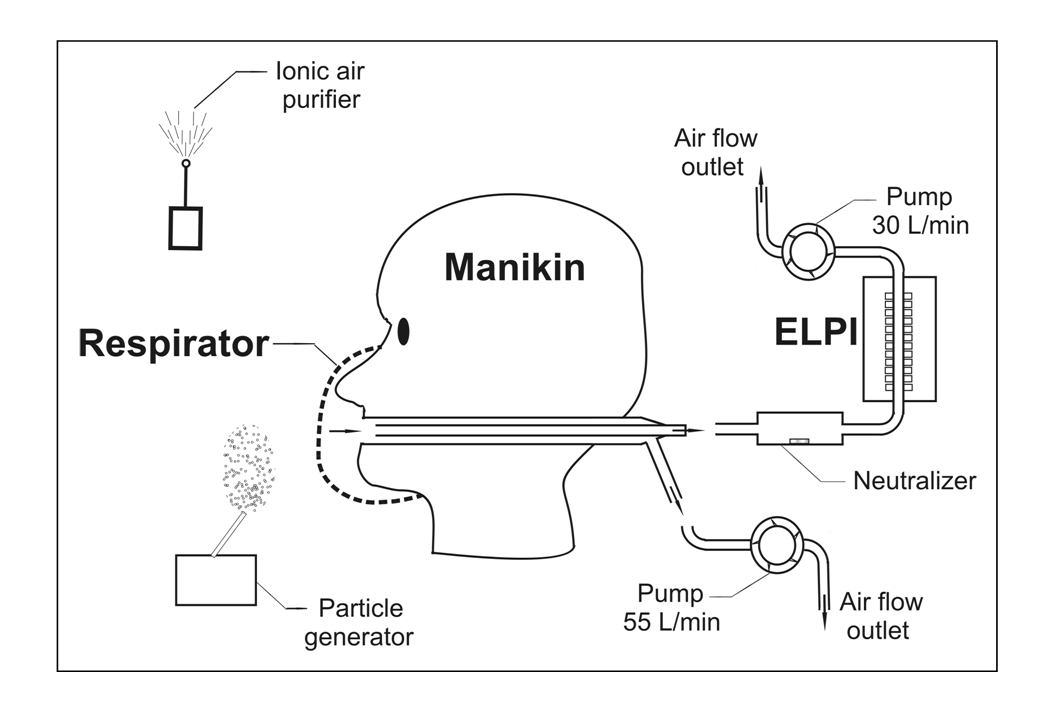 Ionic air
purifier
Air flow
outlet
Pump
30 L/min
Manikin
Respirator
ELPI
Neutralizer
Pump
55 L/min
Air flow
outlet
Particle
generator